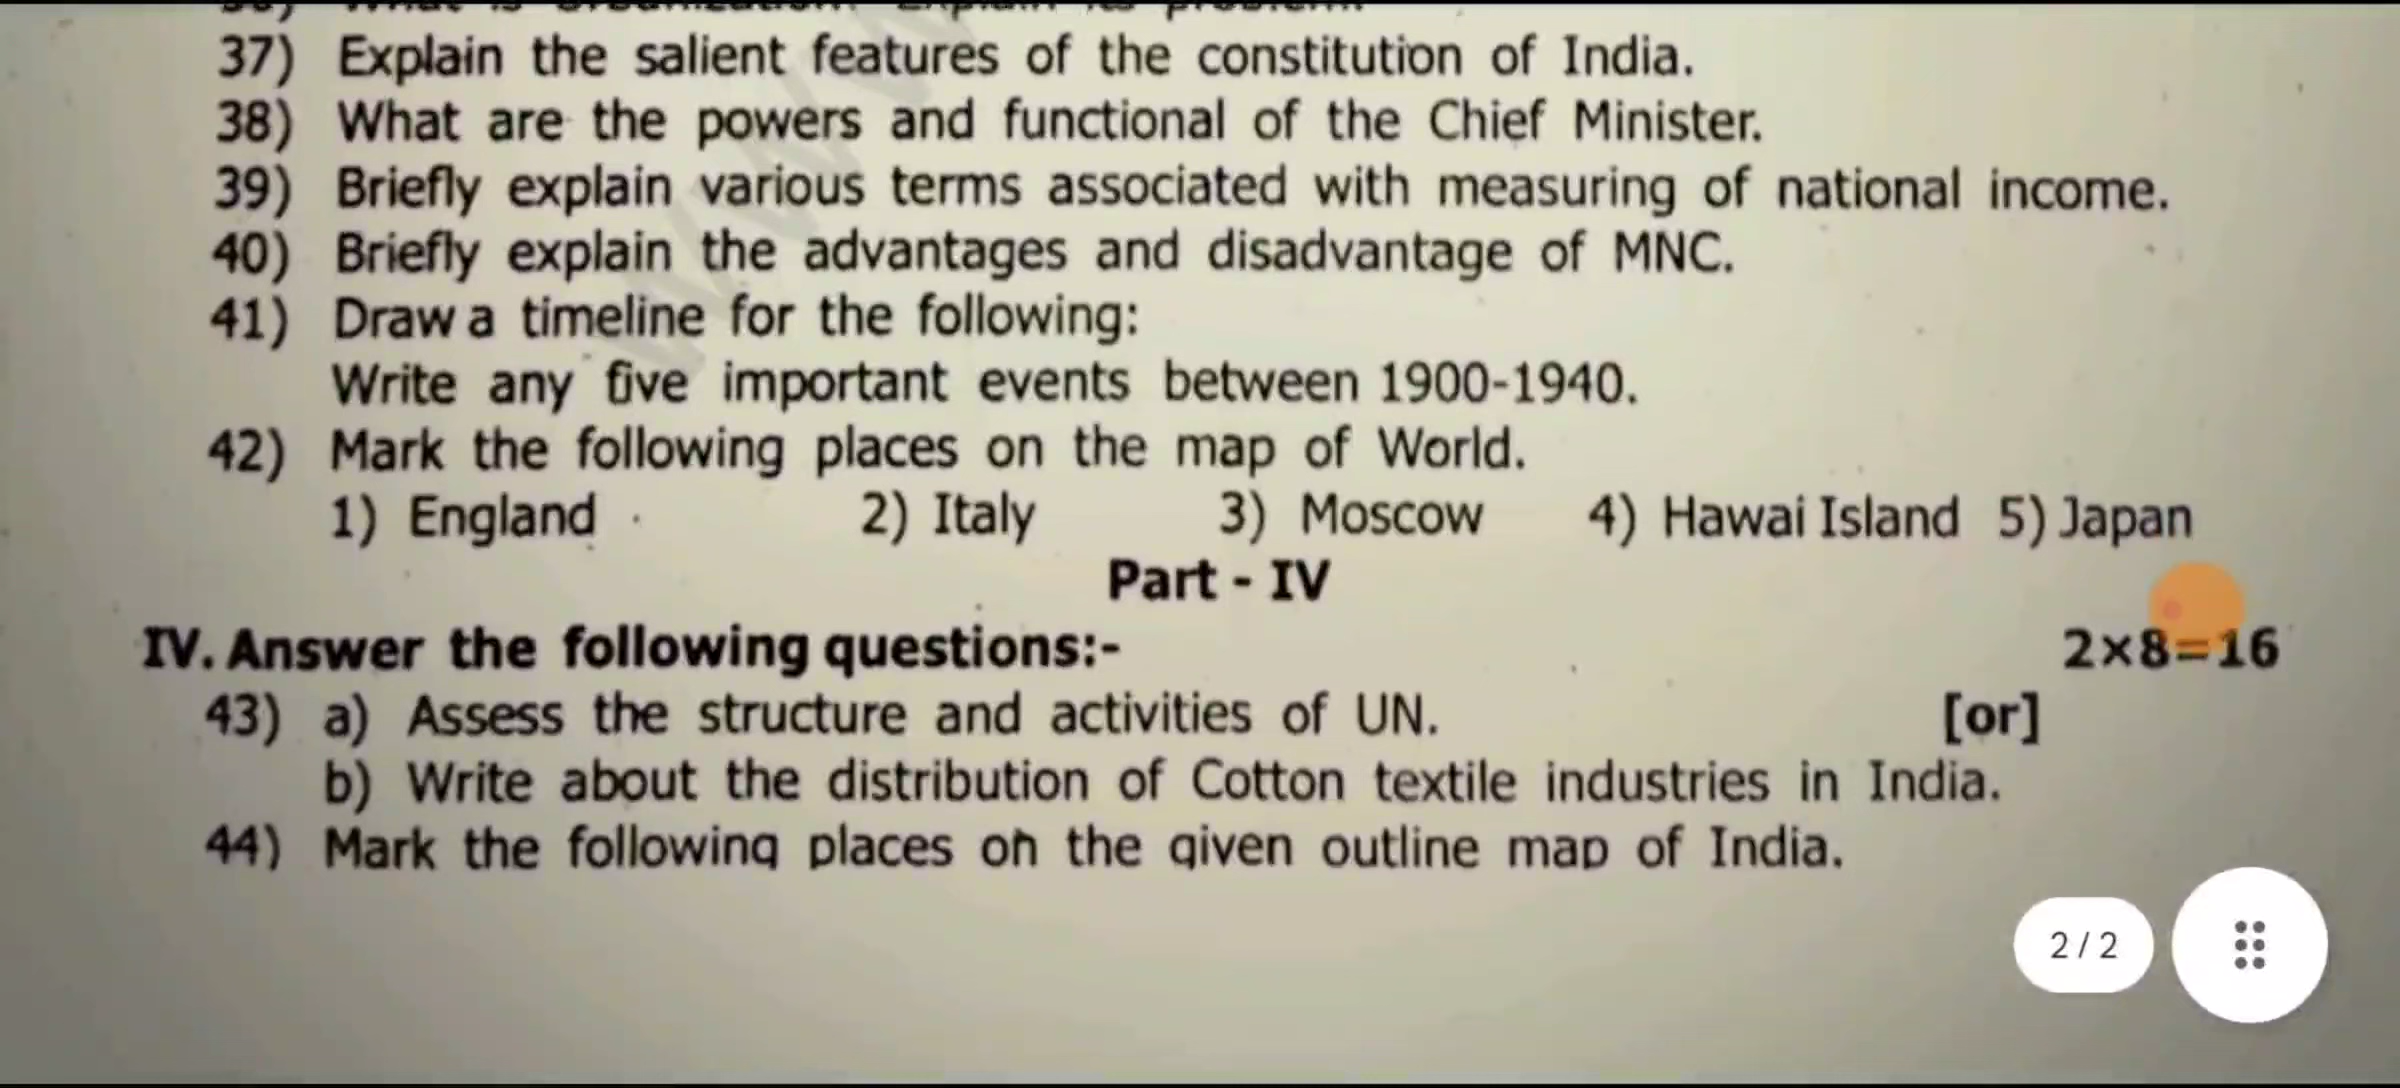 37) Explain the salient features of the constitution of India.
38) What are the powers and functional of the Chief Minister.
39) Briefly explain various terms associated with measuring of national income.
40) Briefly explain the advantages and disadvantage of MNC.
41) Draw a timeline for the following:
Write any five important events between 1900-1940.
42) Mark the following places on the map of World.
1) England 2) Italy 3) Moscow 4) Hawai Island 5) Japan
Part - IV
IV. Answer the following questions:- 2×8=16
43) a) Assess the structure and activities of UN. [or]
b) Write about the distribution of Cotton textile industries in India.
44) Mark the following places on the given outline map of India.
2 / 2